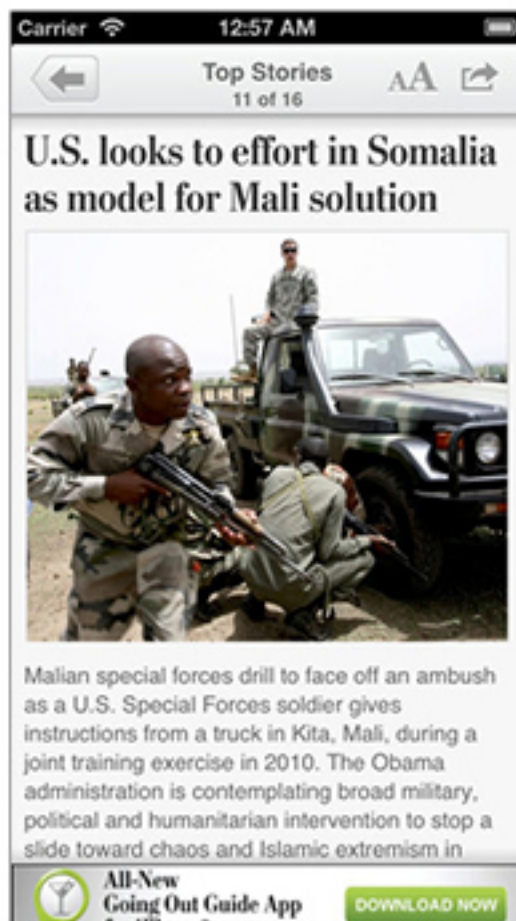 Carrier 12:57 AM
Top Stories
11 of 16
AA
U.S. looks to effort in Somalia
as model for Mali solution
Malian special forces drill to face off an ambush
as a U.S. Special Forces soldier gives
instructions from a truck in Kita, Mali, during a
joint training exercise in 2010. The Obama
administration is contemplating broad military,
political and humanitarian intervention to stop a
slide toward chaos and Islamic extremism in
All-New
Going Out Guide App
DOWNLOAD NOW